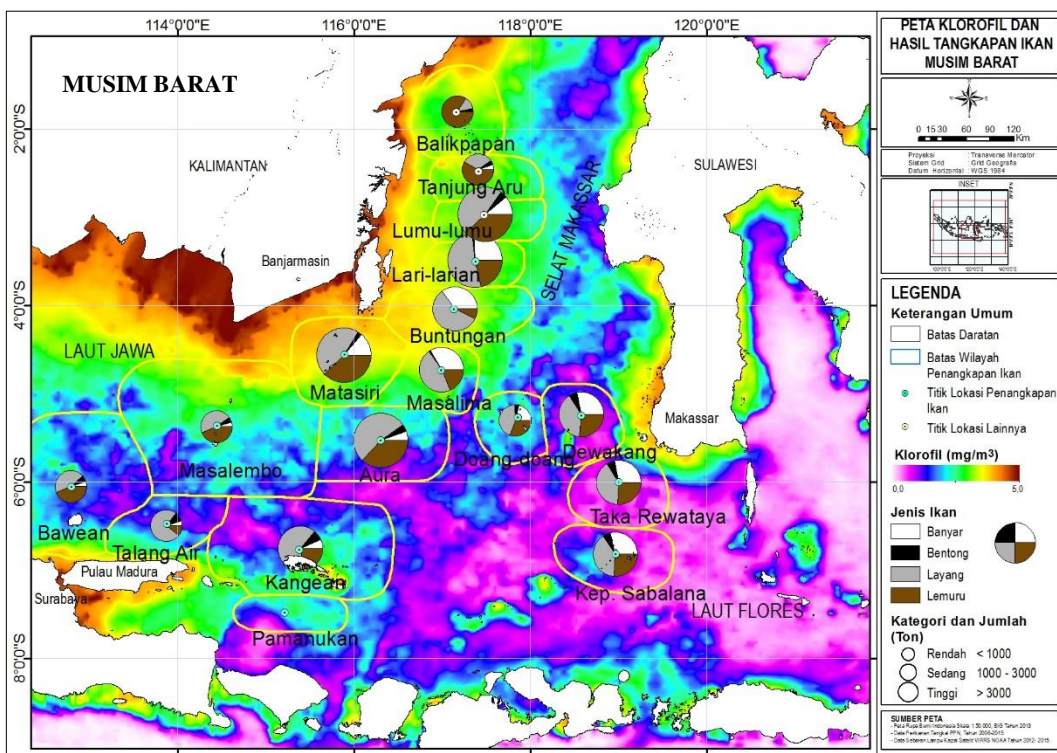 114°0'0"S
116°0'0"S
118°0'0"S
120°0'0"S
MUSIM BARAT
2°0'0"S
4°0'0"S
6°0'0"S
8°0'0"S
KALIMANTAN
SULAWESI
Balikpapan
Tanjung Aru
Lumu-lumu
SELAT MAKASSAR
Banjarmasin
Lari-larian
Buntungan
LAUT JAWA
Matasiri
Masalima
Makassar
Masalembo
Aura
Doang-doang
Dewakang
Bawean
Taka Rewataya
Talang Air
Pulau Madura
Kangean
Surabaya
Kep. Sabalana
LAUT FLORES
Pamanukan
PETA KLOROFIL DAN
HASIL TANGKAPAN IKAN
MUSIM BARAT
0 15 30 60 90 120
Km
Proyeksi : Transverse Mercator
Sistem Grid : Grid Geografis
Datum Horizontal : WGS 1984
INSET
LEGENDA
Keterangan Umum
Batas Daratan
Batas Wilayah
Penangkapan Ikan
Titik Lokasi Penangkapan
Ikan
Titik Lokasi Lainnya
Klorofil (mg/m³)
0,0 5,0
Jenis Ikan
Banyar
Bentong
Layang
Lemuru
Kategori dan Jumlah
(Ton)
Rendah < 1000
Sedang 1000 - 3000
Tinggi > 3000
SUMBER PETA